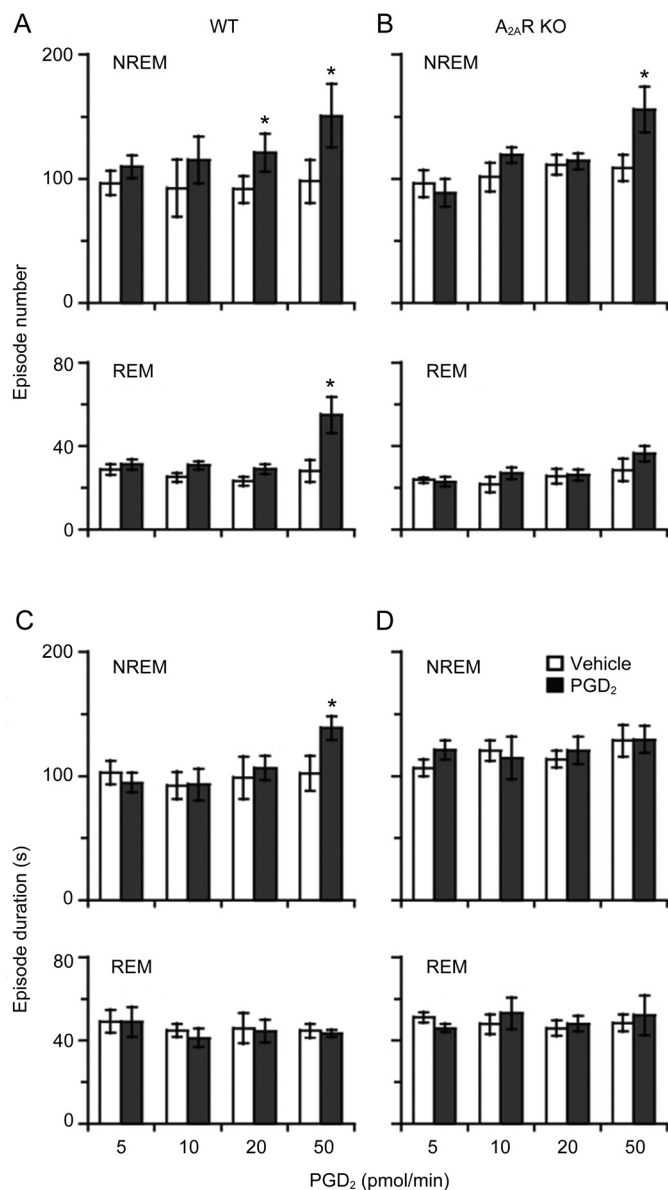 A WT B A₂ₐR KO
200 NREM * * NREM *
100
0
80 REM * REM
40
0
Episode number
C D
200 NREM * NREM Vehicle
PGD₂
100
0
80 REM REM
40
0
Episode duration (s)
5 10 20 50 5 10 20 50
PGD₂ (pmol/min)